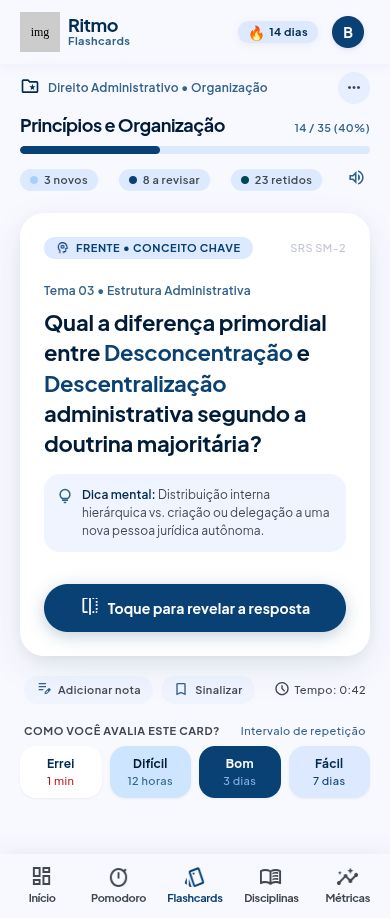 img
Ritmo
Flashcards
🔥 14 dias
B
Direito Administrativo • Organização
Princípios e Organização
14 / 35 (40%)
3 novos
8 a revisar
23 retidos
FRENTE • CONCEITO CHAVE
SRS SM-2
Tema 03 • Estrutura Administrativa
Qual a diferença primordial
entre Desconcentração e
Descentralização
administrativa segundo a
doutrina majoritária?
Dica mental: Distribuição interna
hierárquica vs. criação ou delegação a uma
nova pessoa jurídica autônoma.
Toque para revelar a resposta
Adicionar nota
Sinalizar
Tempo: 0:42
COMO VOCÊ AVALIA ESTE CARD?
Intervalo de repetição
Errei
1 min
Difícil
12 horas
Bom
3 dias
Fácil
7 dias
Início
Pomodoro
Flashcards
Disciplinas
Métricas